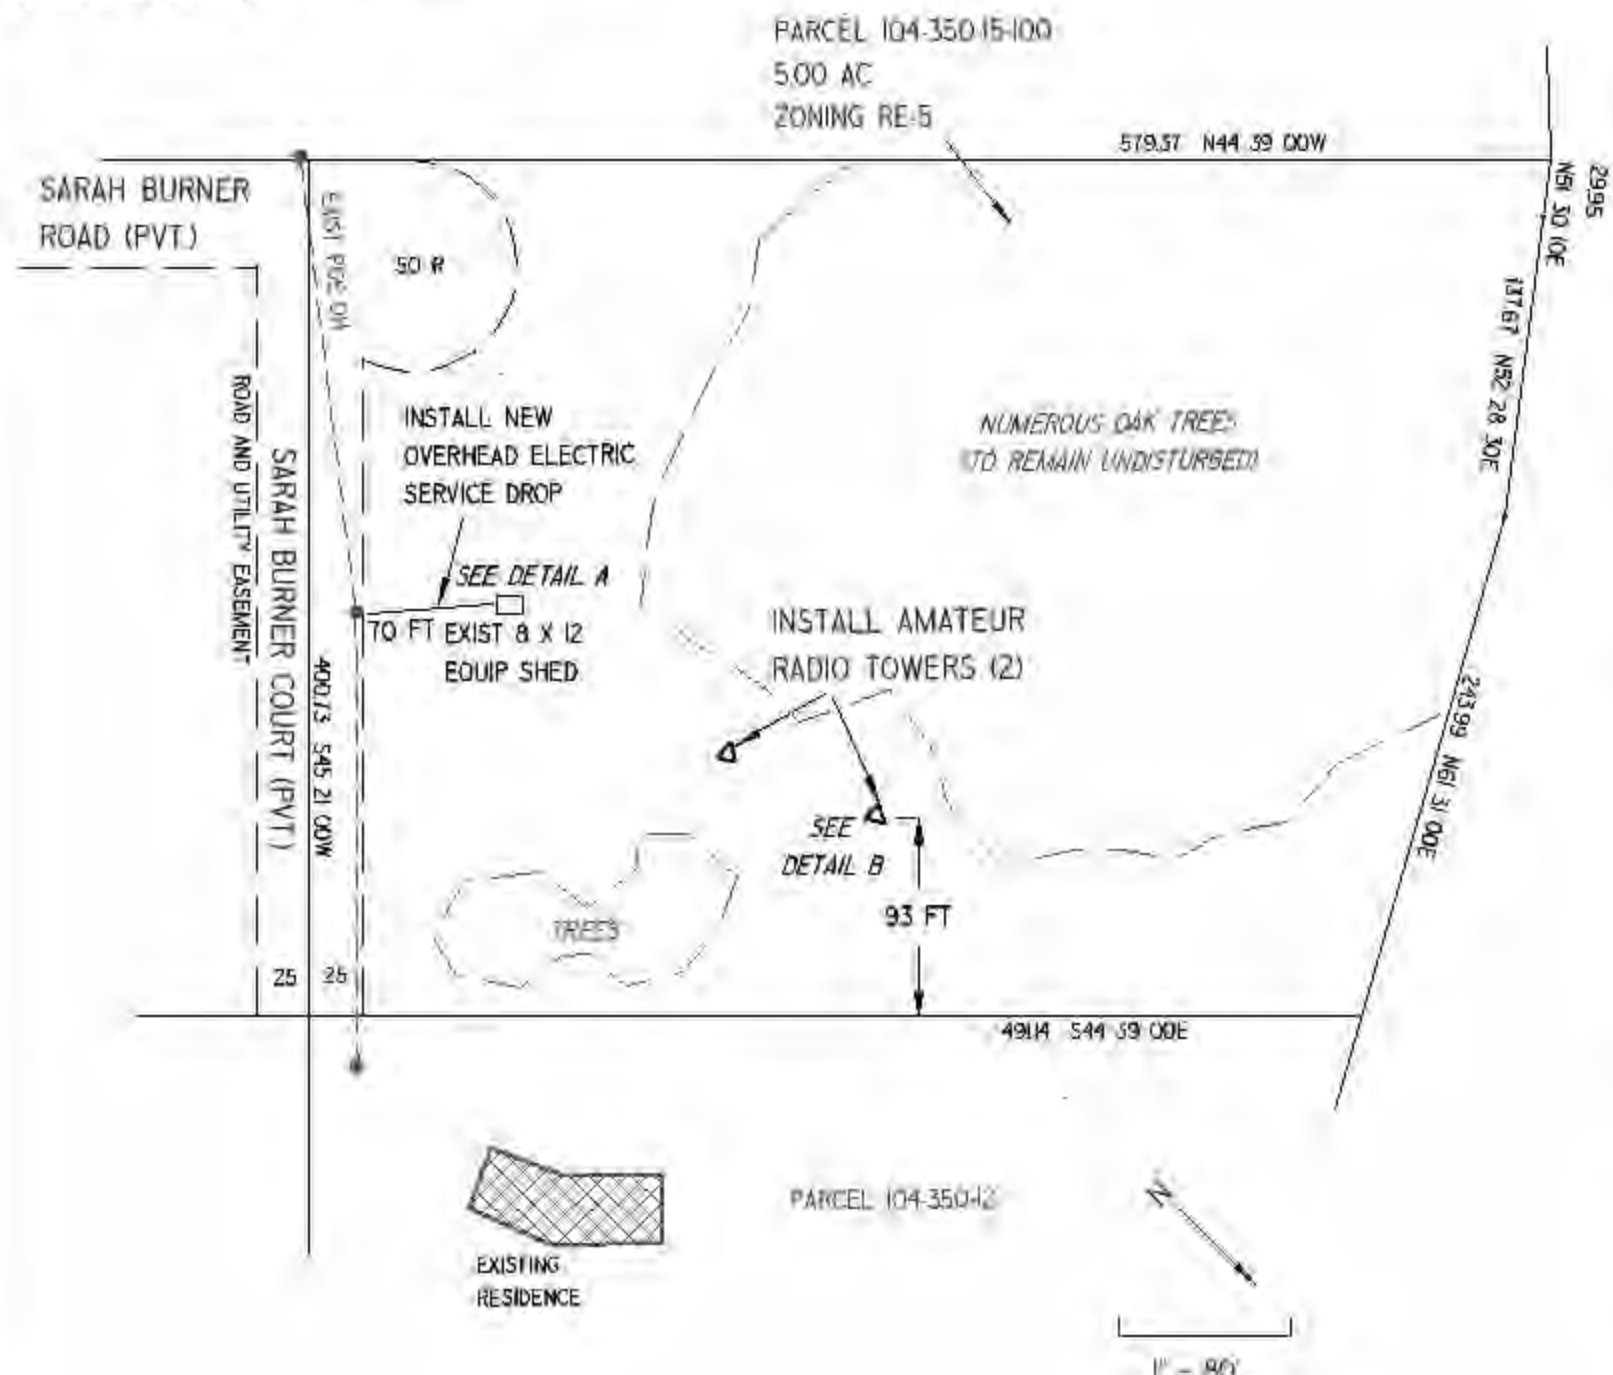 PARCEL 104-350-15-100
5.00 AC
ZONING RE-5
579.37 N44 39 00W
29.95
N51 30 10E
SARAH BURNER
ROAD (PVT.)
50 R
137.67 N52 28 30E
INSTALL NEW
OVERHEAD ELECTRIC
SERVICE DROP
NUMEROUS OAK TREES
(TO REMAIN UNDISTURBED)
ROAD AND UTILITY EASEMENT
SARAH BURNER COURT (PVT.)
SEE DETAIL A
70 FT
EXIST 8 X 12
EQUIP SHED
INSTALL AMATEUR
RADIO TOWERS (2)
400.73 S45 21 00W
243.99 N61 31 00E
SEE
DETAIL B
93 FT
TREES
25
25
491.14 S44 39 00E
PARCEL 104-350-12
N
EXISTING
RESIDENCE
1" = 80'